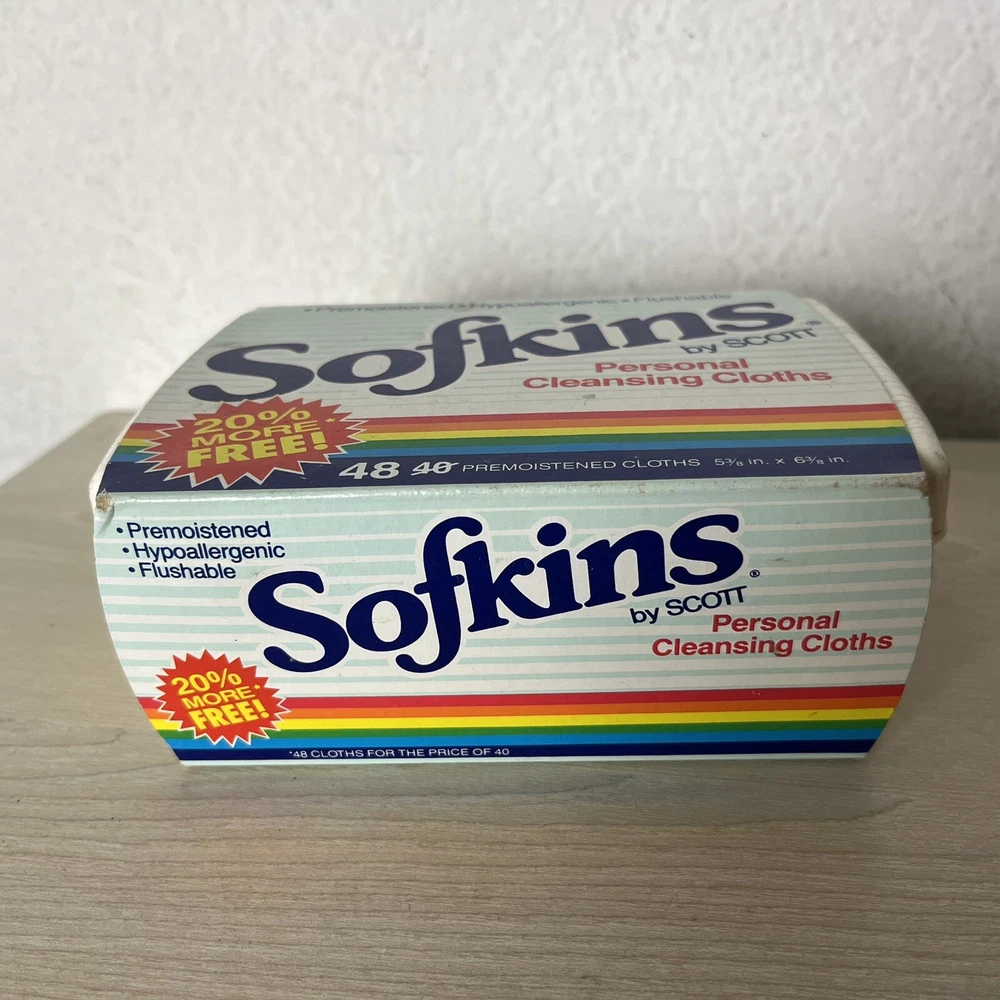 • Premoistened • Hypoallergenic • Flushable
Sofkins®
by SCOTT
Personal
Cleansing Cloths
20%
MORE*
FREE!
48 40 PREMOISTENED CLOTHS 5⅜ in. x 6⅜ in.
• Premoistened
• Hypoallergenic
• Flushable
Sofkins®
by SCOTT
Personal
Cleansing Cloths
20%
MORE*
FREE!
*48 CLOTHS FOR THE PRICE OF 40